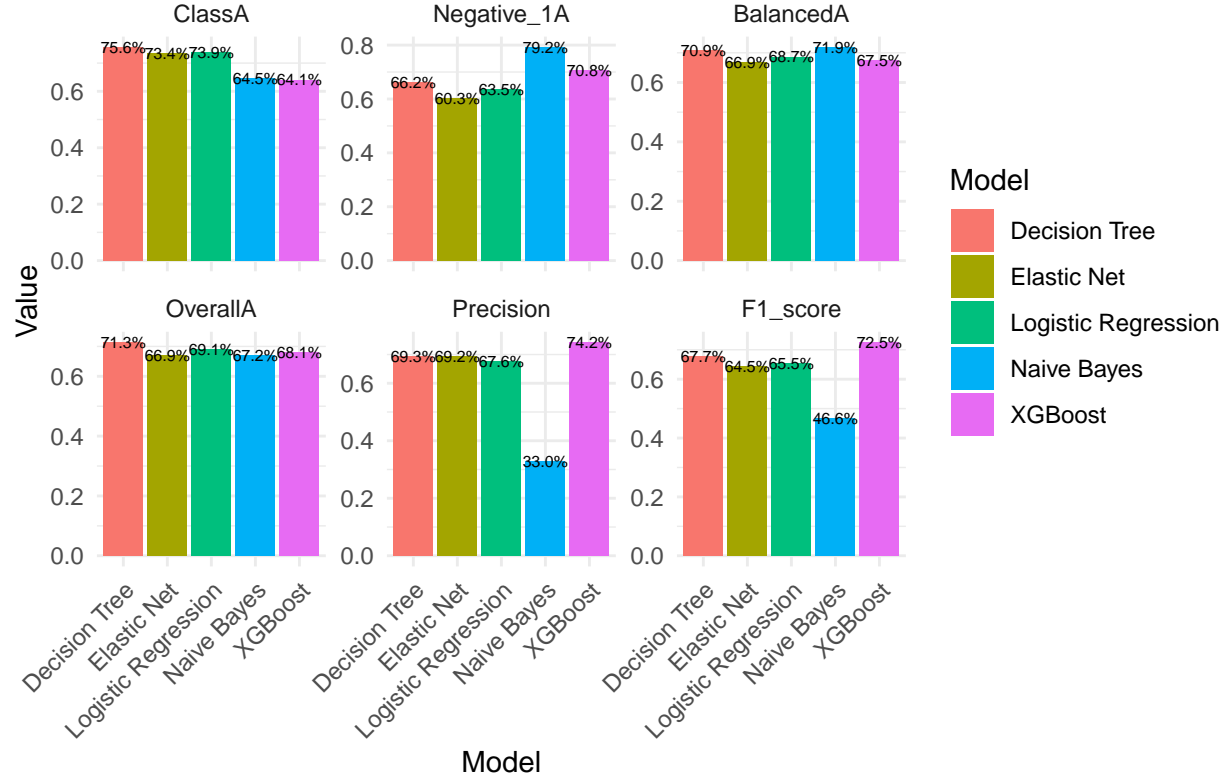 ClassA Negative_1A BalancedA
75.6% 73.4% 73.9% 64.5% 64.1%
0.6
0.4
0.2
0.0
66.2% 60.3% 63.5% 79.2% 70.8%
0.8
0.6
0.4
0.2
0.0
70.9% 66.9% 68.7% 71.9% 67.5%
0.6
0.4
0.2
0.0
OverallA Precision F1_score
71.3% 66.9% 69.1% 67.2% 68.1%
0.6
0.4
0.2
0.0
69.3% 69.2% 67.6% 33.0% 74.2%
0.6
0.4
0.2
0.0
67.7% 64.5% 65.5% 46.6% 72.5%
0.6
0.4
0.2
0.0
Decision Tree
Elastic Net
Logistic Regression
Naive Bayes
XGBoost
Decision Tree
Elastic Net
Logistic Regression
Naive Bayes
XGBoost
Decision Tree
Elastic Net
Logistic Regression
Naive Bayes
XGBoost
Value
Model
Model
Decision Tree
Elastic Net
Logistic Regression
Naive Bayes
XGBoost